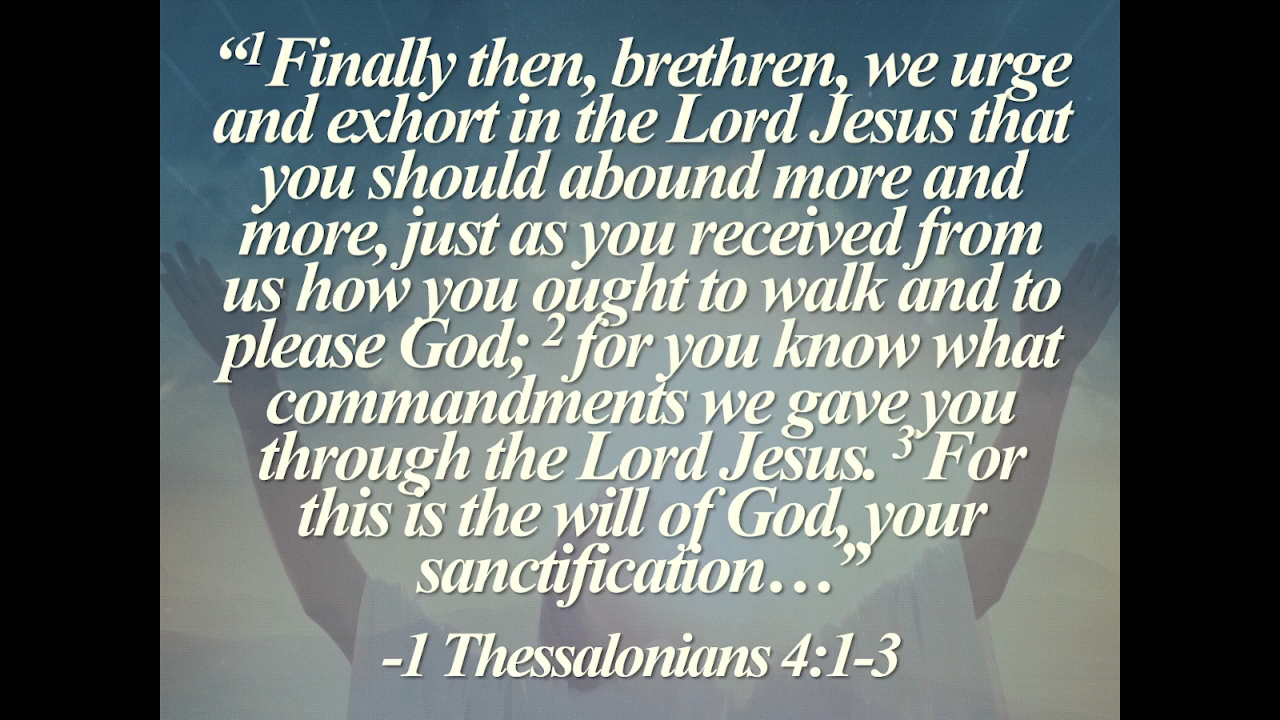 “1 Finally then, brethren, we urge
and exhort in the Lord Jesus that
you should abound more and
more, just as you received from
us how you ought to walk and to
please God; 2 for you know what
commandments we gave you
through the Lord Jesus. 3 For
this is the will of God, your
sanctification…”
-1 Thessalonians 4:1-3